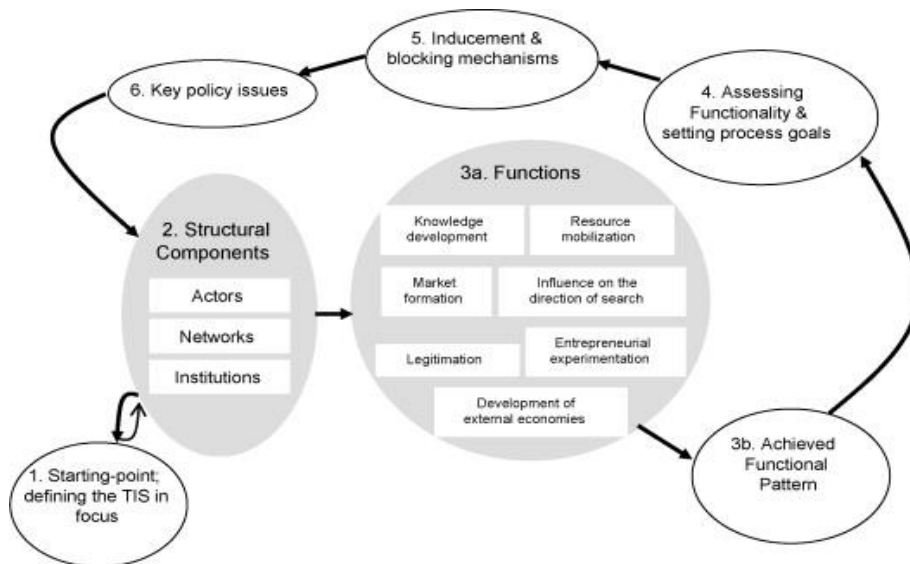 5. Inducement &
blocking mechanisms
6. Key policy issues
4. Assessing
Functionality &
setting process goals
3a. Functions
Knowledge
development
Resource
mobilization
2. Structural
Components
Market
formation
Influence on the
direction of search
Actors
Networks
Institutions
Legitimation
Entrepreneurial
experimentation
Development of
external economies
1. Starting-point;
defining the TIS in
focus
3b. Achieved
Functional
Pattern